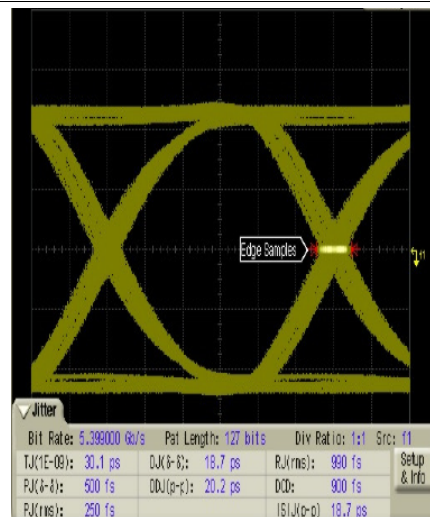 Edge Samples
f1
Jitter
Bit Rate: 5.399000 Gb/s Pat Length: 127 bits Div Ratio: 1:1 Src: f1
TJ(1E-09): 30.1 ps DJ(δ-δ): 18.7 ps RJ(rms): 990 fs
PJ(δ-δ): 500 fs DDJ(p-p): 20.2 ps DCD: 900 fs
PJ(rms): 250 fs ISIJ(p-p) 18.7 ps
Setup
& Info